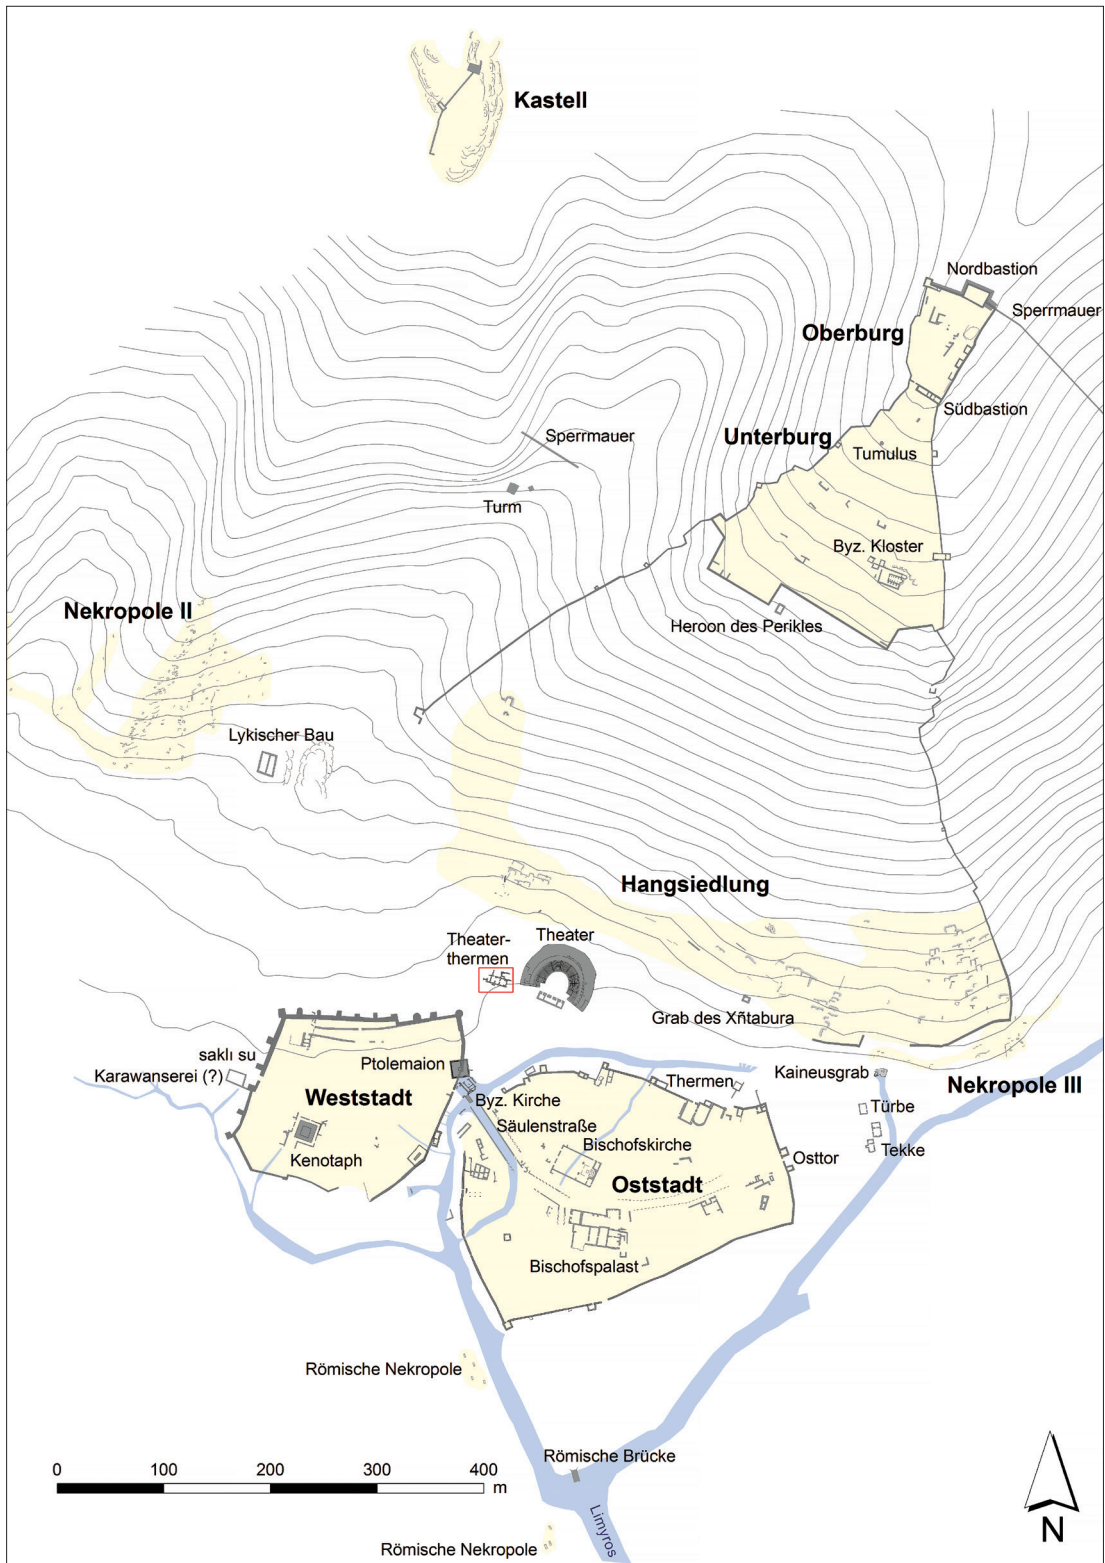 Kastell
Nordbastion
Sperrmauer
Oberburg
Südbastion
Unterburg
Sperrmauer
Tumulus
Turm
Byz. Kloster
Nekropole II
Heroon des Perikles
Lykischer Bau
Hangsiedlung
Theater-
thermen
Theater
Grab des Xñtabura
saklı su
Karawanserei (?)
Ptolemaion
Thermen
Kaineusgrab
Nekropole III
Weststadt
Byz. Kirche
Türbe
Säulenstraße
Bischofskirche
Tekke
Kenotaph
Osttor
Oststadt
Bischofspalast
Römische Nekropole
Römische Brücke
0 100 200 300 400
m
Limyros
N
Römische Nekropole